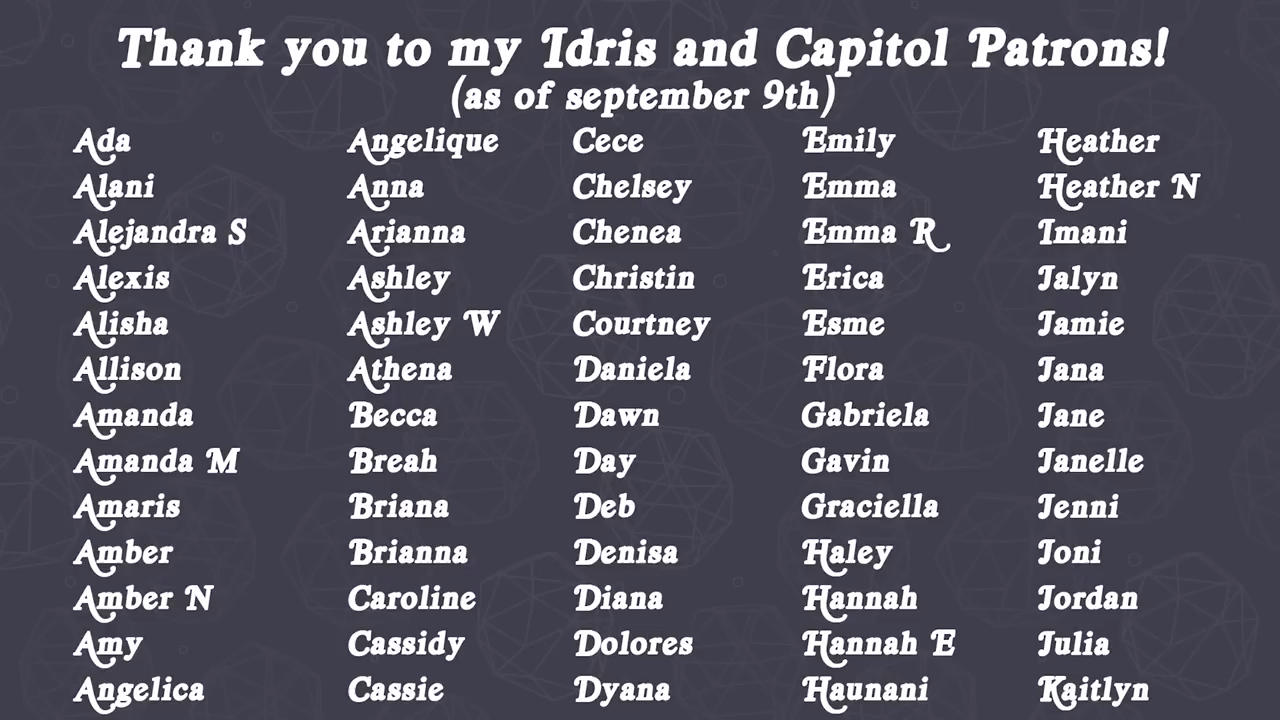 Thank you to my Idris and Capitol Patrons!
(as of september 9th)
Ada
Alani
Alejandra S
Alexis
Alisha
Allison
Amanda
Amanda M
Amaris
Amber
Amber N
Amy
Angelica
Angelique
Anna
Arianna
Ashley
Ashley W
Athena
Becca
Breah
Briana
Brianna
Caroline
Cassidy
Cassie
Cece
Chelsey
Chenea
Christin
Courtney
Daniela
Dawn
Day
Deb
Denisa
Diana
Dolores
Dyana
Emily
Emma
Emma R
Erica
Esme
Flora
Gabriela
Gavin
Graciella
Haley
Hannah
Hannah E
Haunani
Heather
Heather N
Imani
Jalyn
Jamie
Jana
Jane
Janelle
Jenni
Joni
Jordan
Julia
Kaitlyn